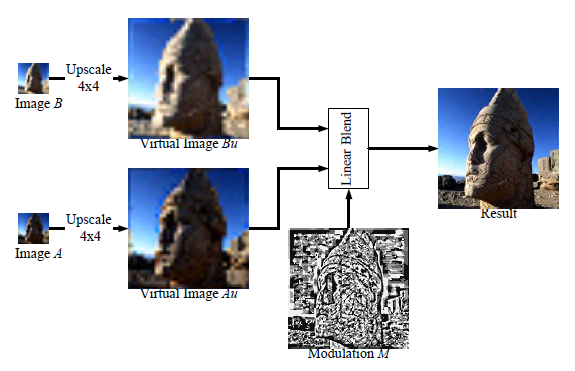 Upscale
4x4
Image B
Virtual Image Bu
Linear Blend
Result
Upscale
4x4
Image A
Virtual Image Au
Modulation M